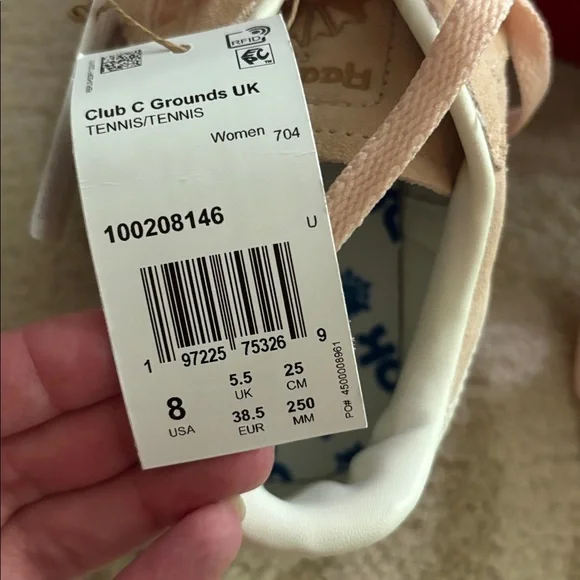 RFID
Club C Grounds UK
TENNIS/TENNIS
Women 704
100208146
U
1 97225 75326 9
8 USA
5.5 UK
25 CM
38.5 EUR
250 MM
PO# 4500008961